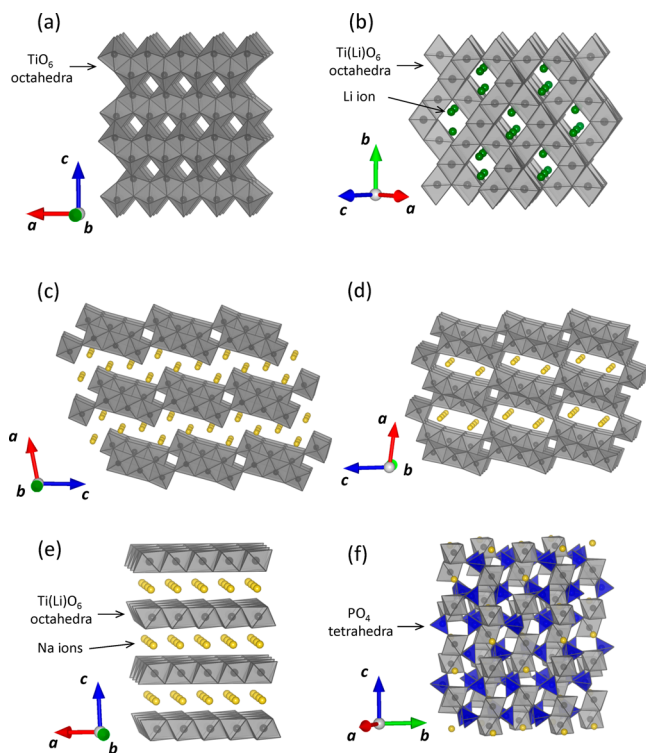 (a)
TiO6
octahedra
c
a
b
(b)
Ti(Li)O6
octahedra
Li ion
b
c
a
(c)
a
b
c
(d)
a
c
b
(e)
Ti(Li)O6
octahedra
Na ions
c
a
b
(f)
PO4
tetrahedra
c
a
b